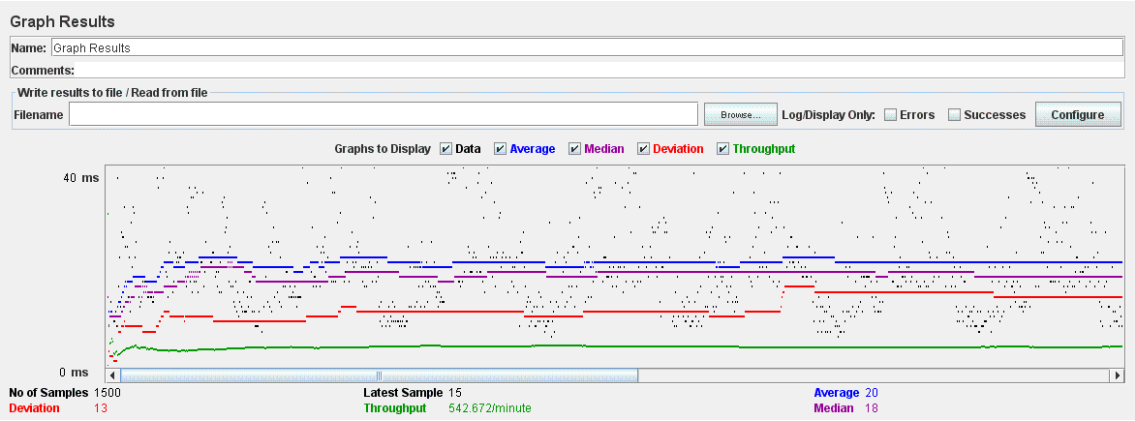 Graph Results
Name: Graph Results
Comments:
Write results to file / Read from file
Filename Browse... Log/Display Only: Errors Successes Configure
Graphs to Display Data Average Median Deviation Throughput
40 ms
0 ms
No of Samples 1500 Latest Sample 15 Average 20
Deviation 13 Throughput 542.672/minute Median 18